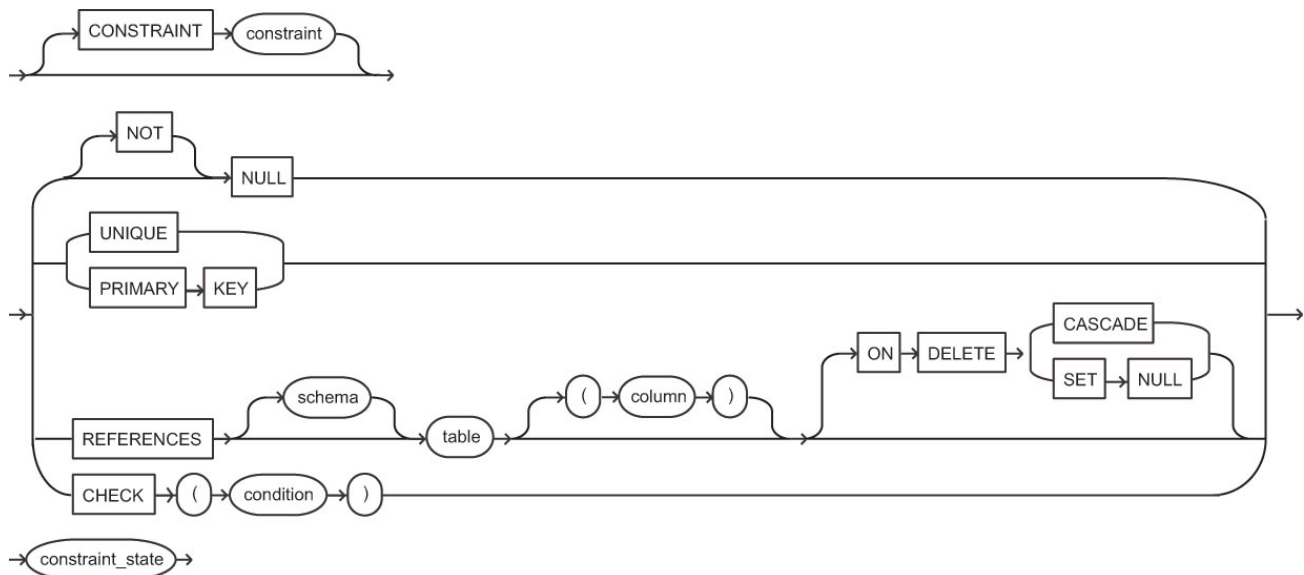 CONSTRAINT constraint
NOT
NULL
UNIQUE
PRIMARY KEY
CASCADE
ON DELETE
SET NULL
schema ( column )
REFERENCES table
CHECK ( condition )
constraint_state